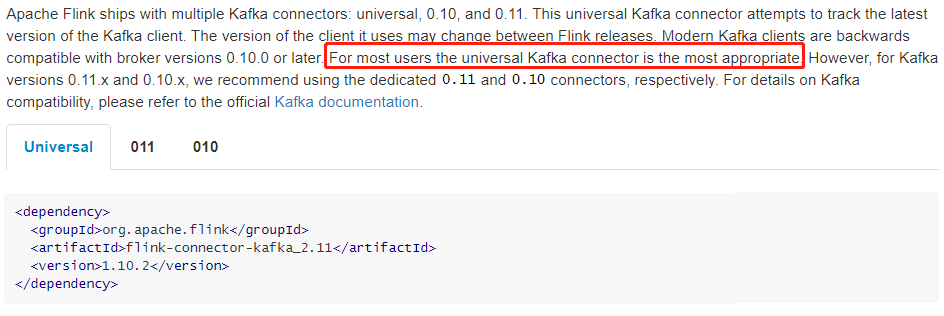 Apache Flink ships with multiple Kafka connectors: universal, 0.10, and 0.11. This universal Kafka connector attempts to track the latest
version of the Kafka client. The version of the client it uses may change between Flink releases. Modern Kafka clients are backwards
compatible with broker versions 0.10.0 or later. For most users the universal Kafka connector is the most appropriate. However, for Kafka
versions 0.11.x and 0.10.x, we recommend using the dedicated 0.11 and 0.10 connectors, respectively. For details on Kafka
compatibility, please refer to the official Kafka documentation.
Universal 011 010
<dependency>
  <groupId>org.apache.flink</groupId>
  <artifactId>flink-connector-kafka_2.11</artifactId>
  <version>1.10.2</version>
</dependency>